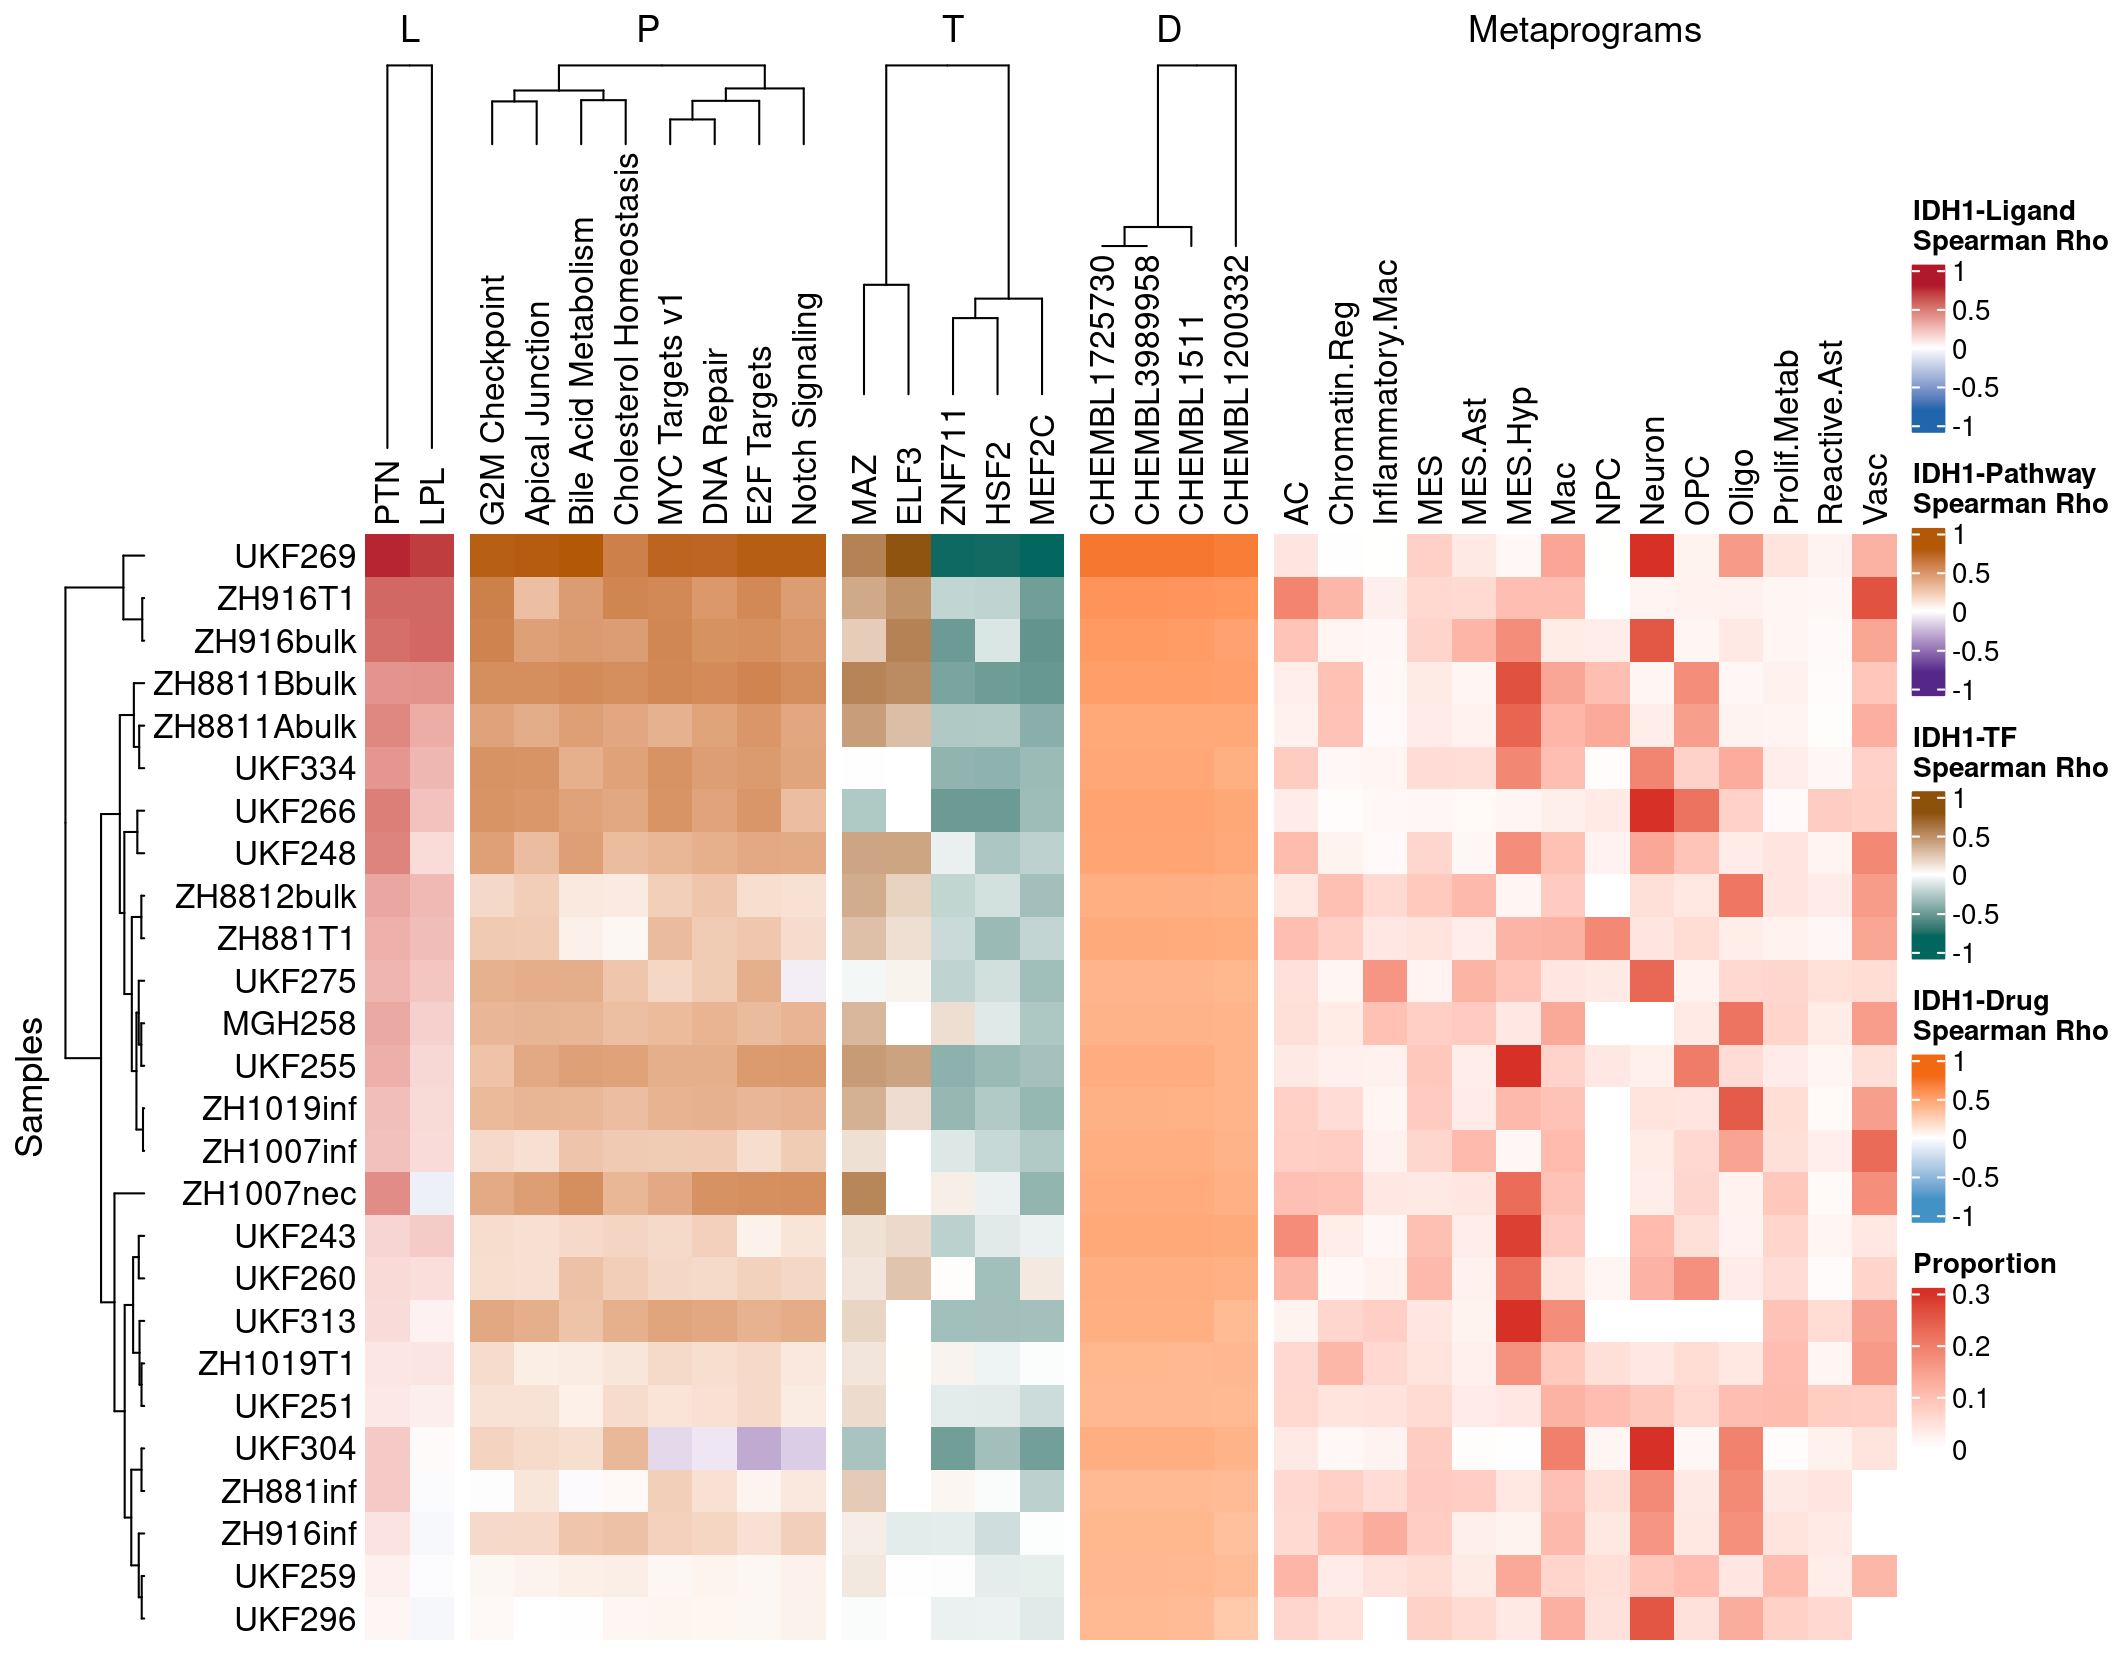 L
P
T
D
Metaprograms
PTN
LPL
G2M Checkpoint
Apical Junction
Bile Acid Metabolism
Cholesterol Homeostasis
MYC Targets v1
DNA Repair
E2F Targets
Notch Signaling
MAZ
ELF3
ZNF711
HSF2
MEF2C
CHEMBL1725730
CHEMBL3989958
CHEMBL1511
CHEMBL1200332
AC
Chromatin.Reg
Inflammatory.Mac
MES
MES.Ast
MES.Hyp
Mac
NPC
Neuron
OPC
Oligo
Prolif.Metab
Reactive.Ast
Vasc
Samples
UKF269
ZH916T1
ZH916bulk
ZH8811Bbulk
ZH8811Abulk
UKF334
UKF266
UKF248
ZH8812bulk
ZH881T1
UKF275
MGH258
UKF255
ZH1019inf
ZH1007inf
ZH1007nec
UKF243
UKF260
UKF313
ZH1019T1
UKF251
UKF304
ZH881inf
ZH916inf
UKF259
UKF296
IDH1-Ligand
Spearman Rho
1
0.5
0
-0.5
-1
IDH1-Pathway
Spearman Rho
1
0.5
0
-0.5
-1
IDH1-TF
Spearman Rho
1
0.5
0
-0.5
-1
IDH1-Drug
Spearman Rho
1
0.5
0
-0.5
-1
Proportion
0.3
0.2
0.1
0